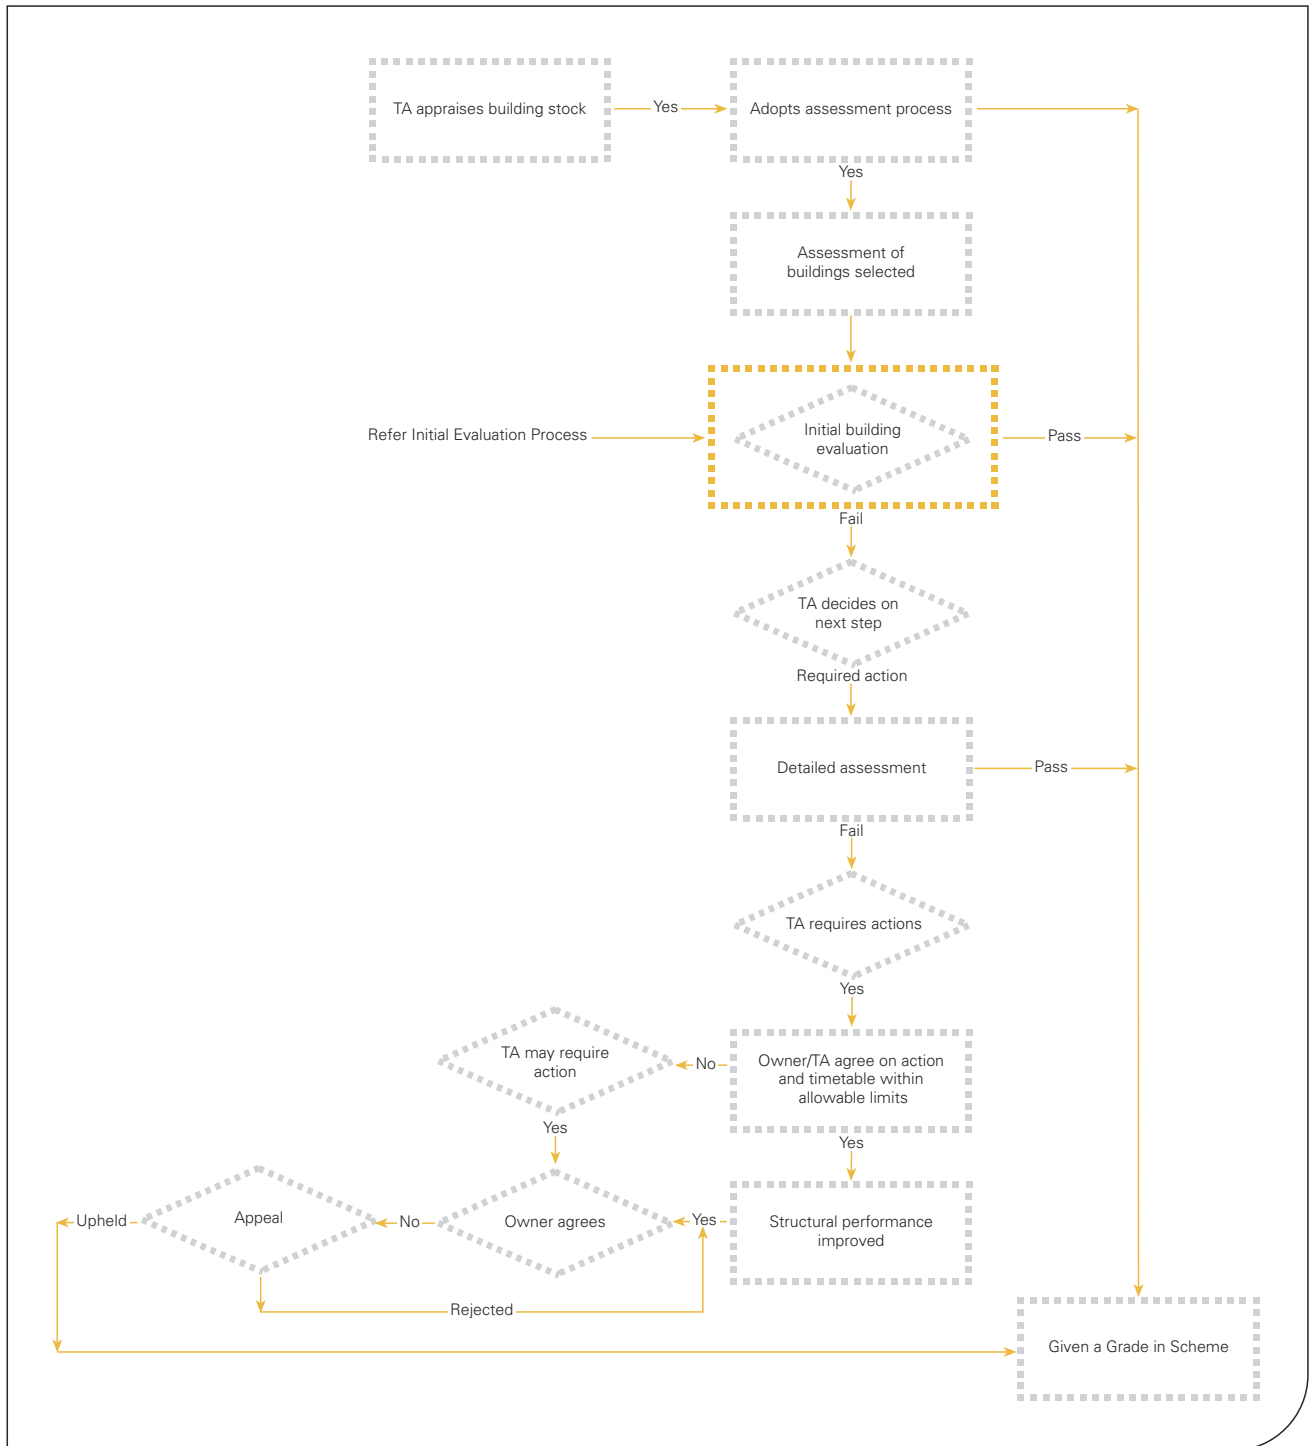 TA appraises building stock
Yes
Adopts assessment process
Yes
Assessment of
buildings selected
Refer Initial Evaluation Process
Initial building
evaluation
Pass
Fail
TA decides on
next step
Required action
Detailed assessment
Pass
Fail
TA requires actions
Yes
TA may require
action
No
Owner/TA agree on action
and timetable within
allowable limits
Yes
Yes
Upheld
Appeal
No
Owner agrees
Yes
Structural performance
improved
Rejected
Given a Grade in Scheme